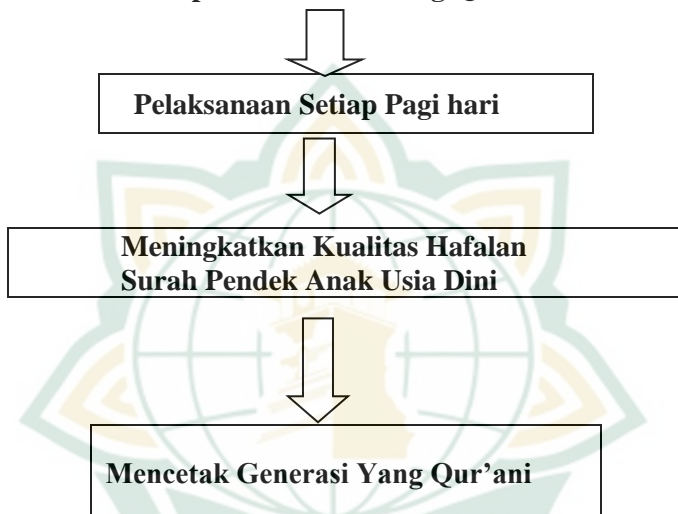 Pelaksanaan Setiap Pagi hari
Meningkatkan Kualitas Hafalan
Surah Pendek Anak Usia Dini
Mencetak Generasi Yang Qur’ani